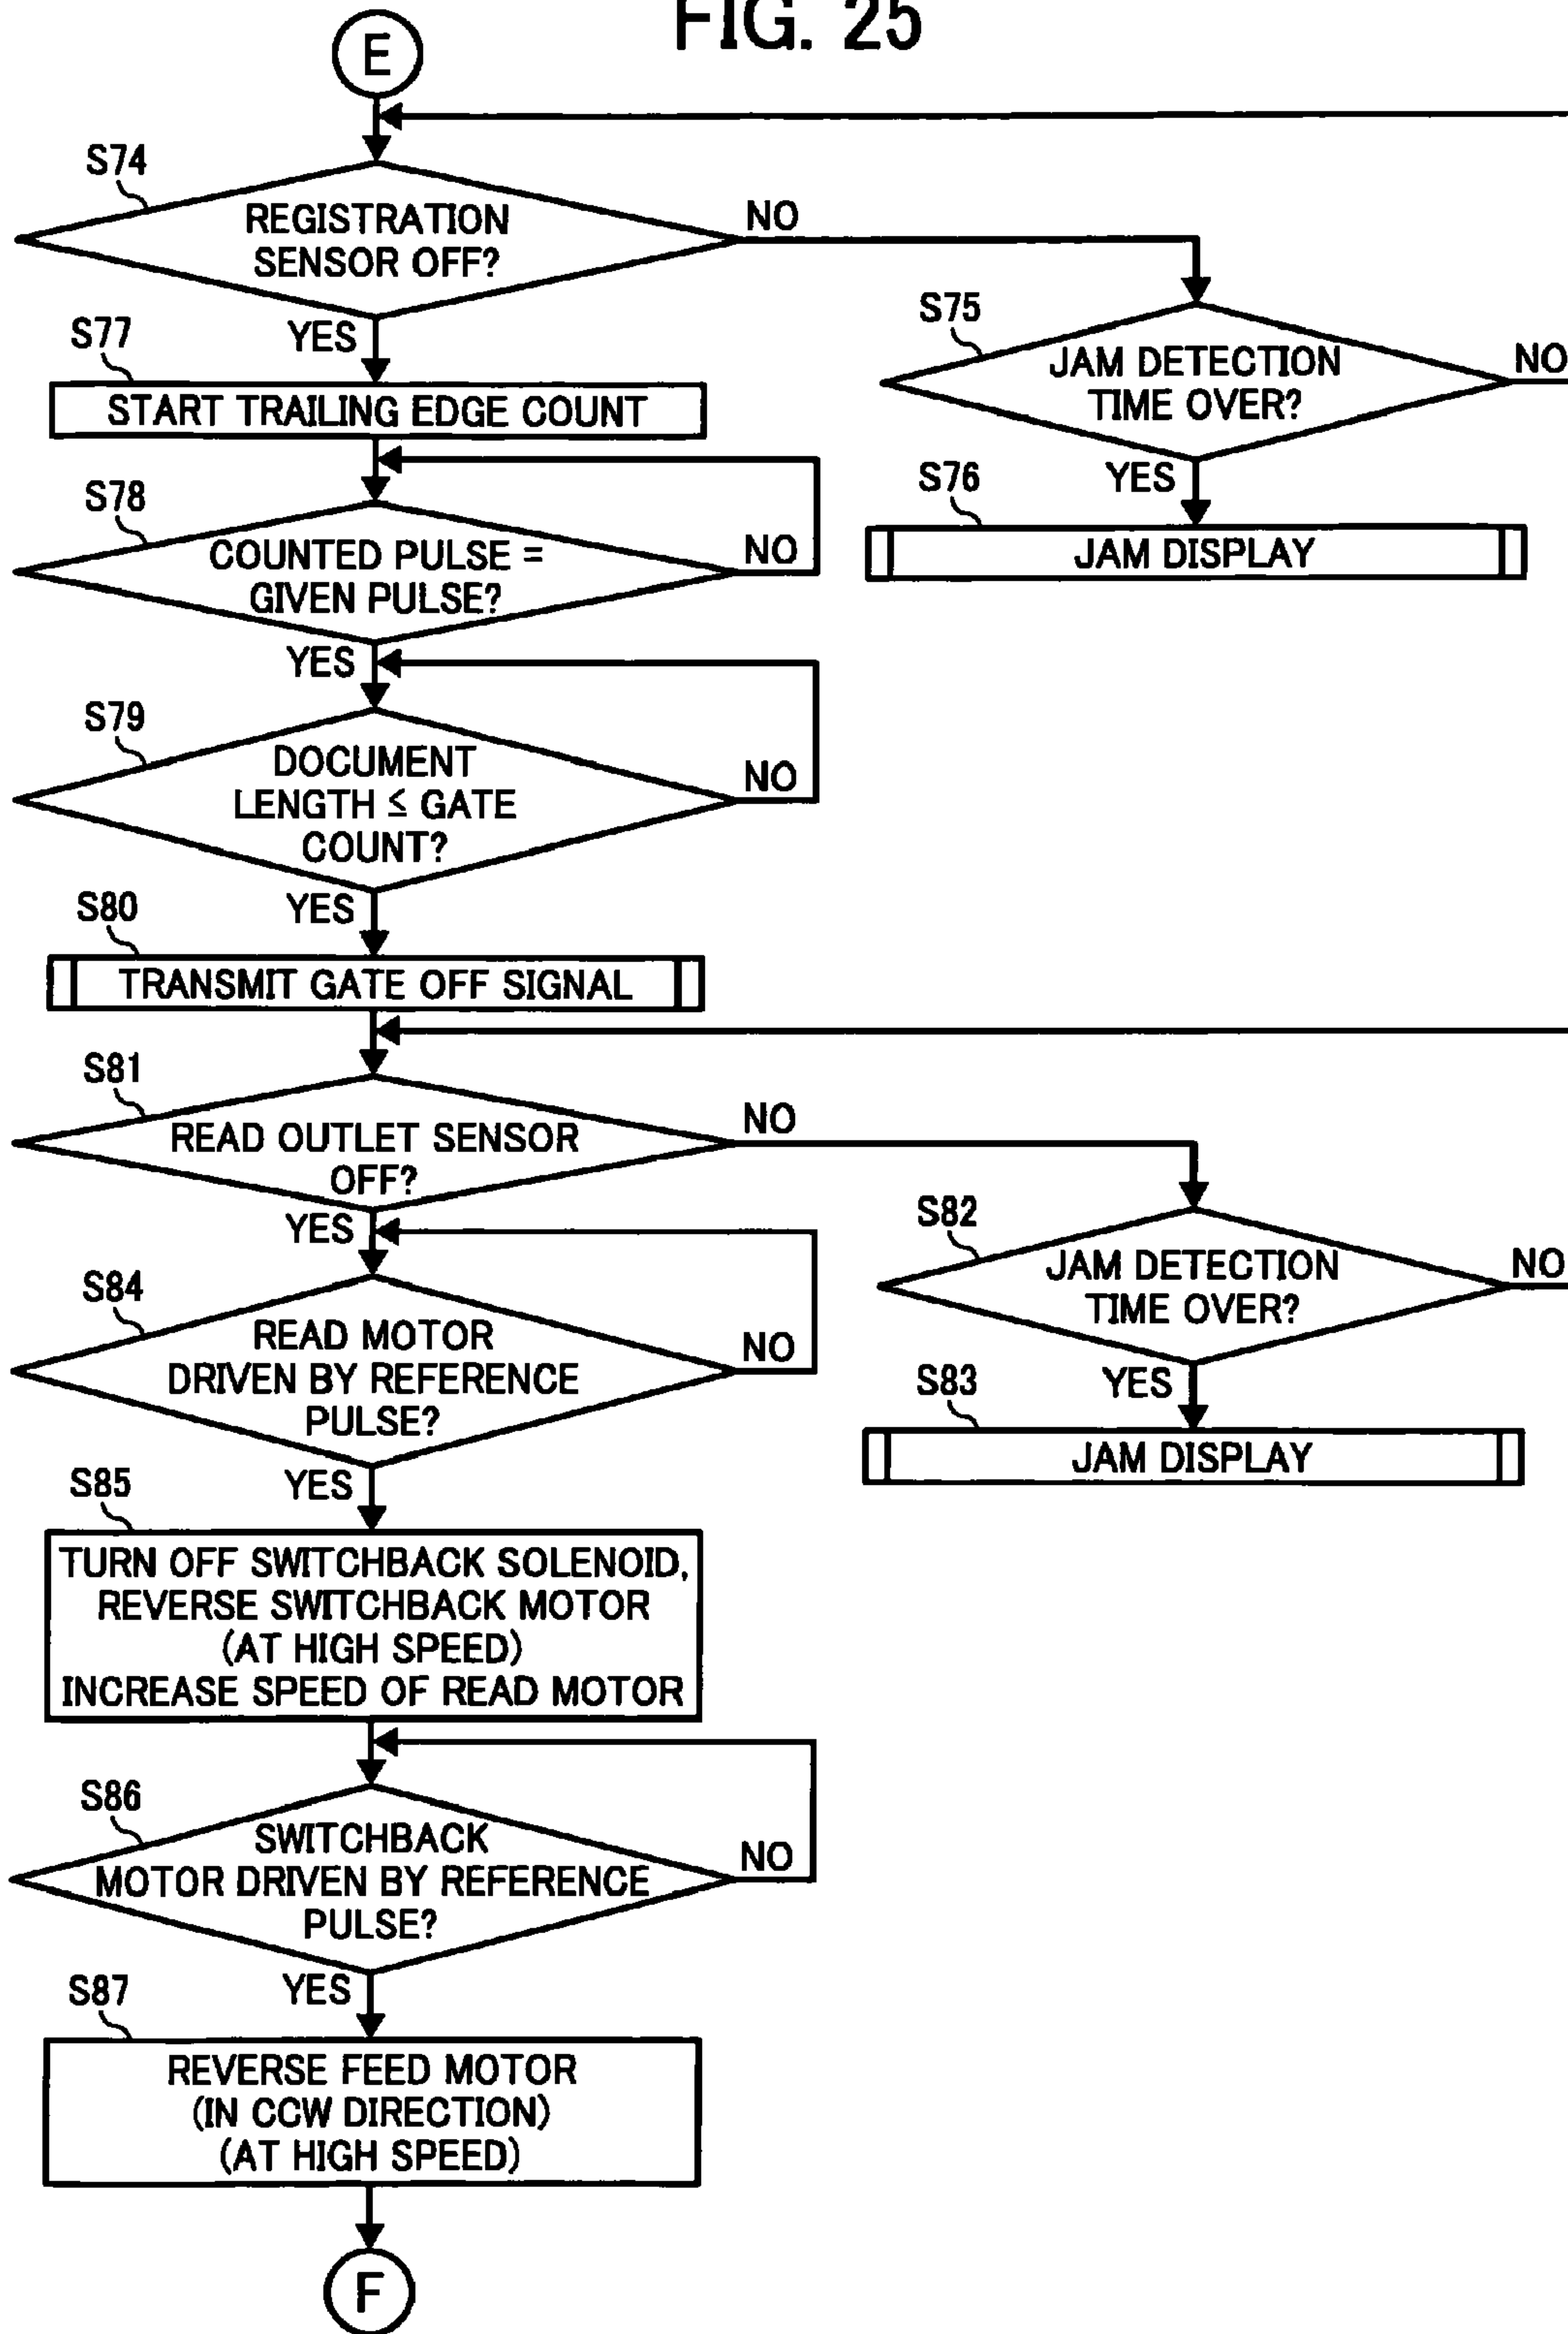 FIG. 25
E
S74
REGISTRATION
SENSOR OFF?
NO
YES
S75
JAM DETECTION
TIME OVER?
NO
YES
S76
JAM DISPLAY
S77
START TRAILING EDGE COUNT
S78
COUNTED PULSE =
GIVEN PULSE?
NO
YES
S79
DOCUMENT
LENGTH ≤ GATE
COUNT?
NO
YES
S80
TRANSMIT GATE OFF SIGNAL
S81
READ OUTLET SENSOR
OFF?
NO
YES
S82
JAM DETECTION
TIME OVER?
NO
YES
S83
JAM DISPLAY
S84
READ MOTOR
DRIVEN BY REFERENCE
PULSE?
NO
YES
S85
TURN OFF SWITCHBACK SOLENOID,
REVERSE SWITCHBACK MOTOR
(AT HIGH SPEED)
INCREASE SPEED OF READ MOTOR
S86
SWITCHBACK
MOTOR DRIVEN BY REFERENCE
PULSE?
NO
YES
S87
REVERSE FEED MOTOR
(IN CCW DIRECTION)
(AT HIGH SPEED)
F